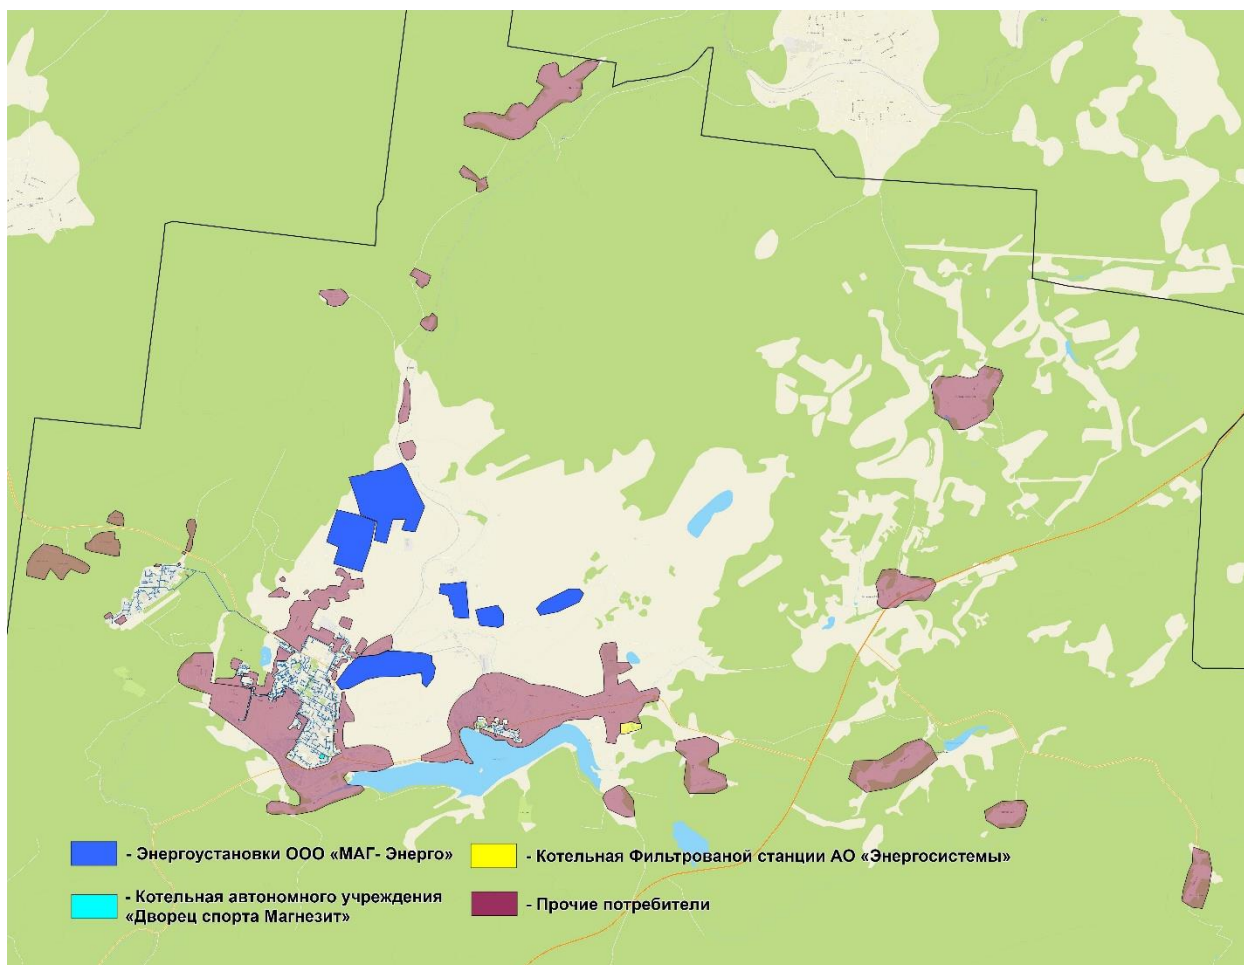 - Энергоустановки ООО «МАГ- Энерго»
- Котельная Фильтрованой станции АО «Энергосистемы»
- Котельная автономного учреждения
«Дворец спорта Магнезит»
- Прочие потребители